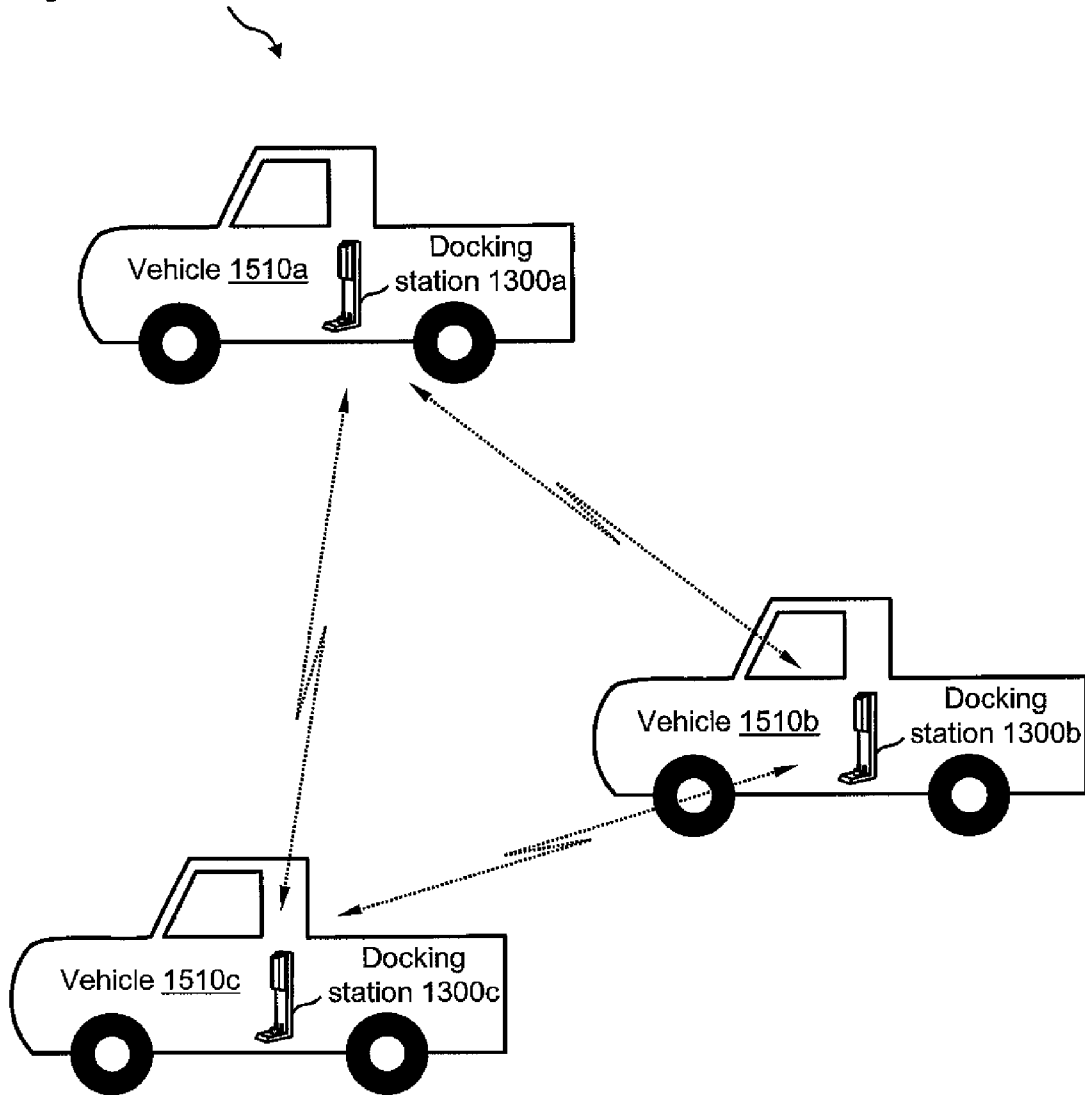 Docking
Vehicle 1510a
station 1300a
Docking
Vehicle 1510b
station 1300b
Docking
Vehicle 1510c
station 1300c